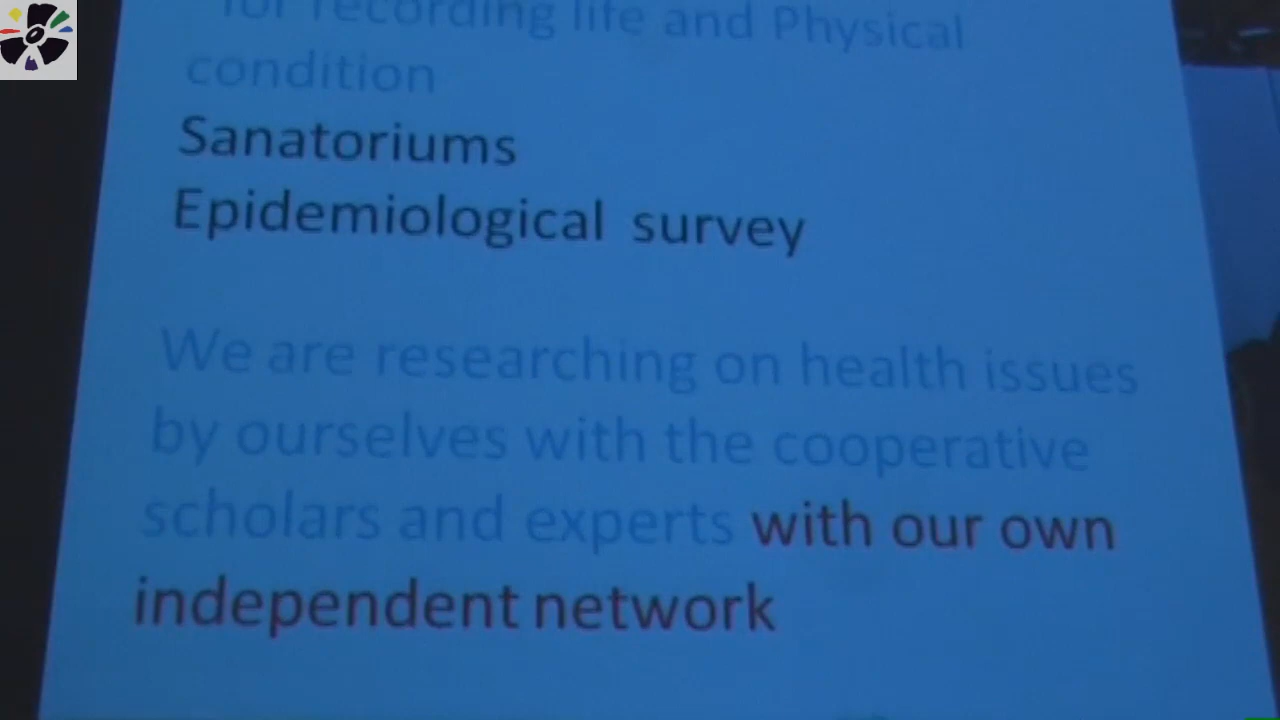 for recording life and Physical
condition
Sanatoriums
Epidemiological survey
We are researching on health issues
by ourselves with the cooperative
scholars and experts with our own
independent network